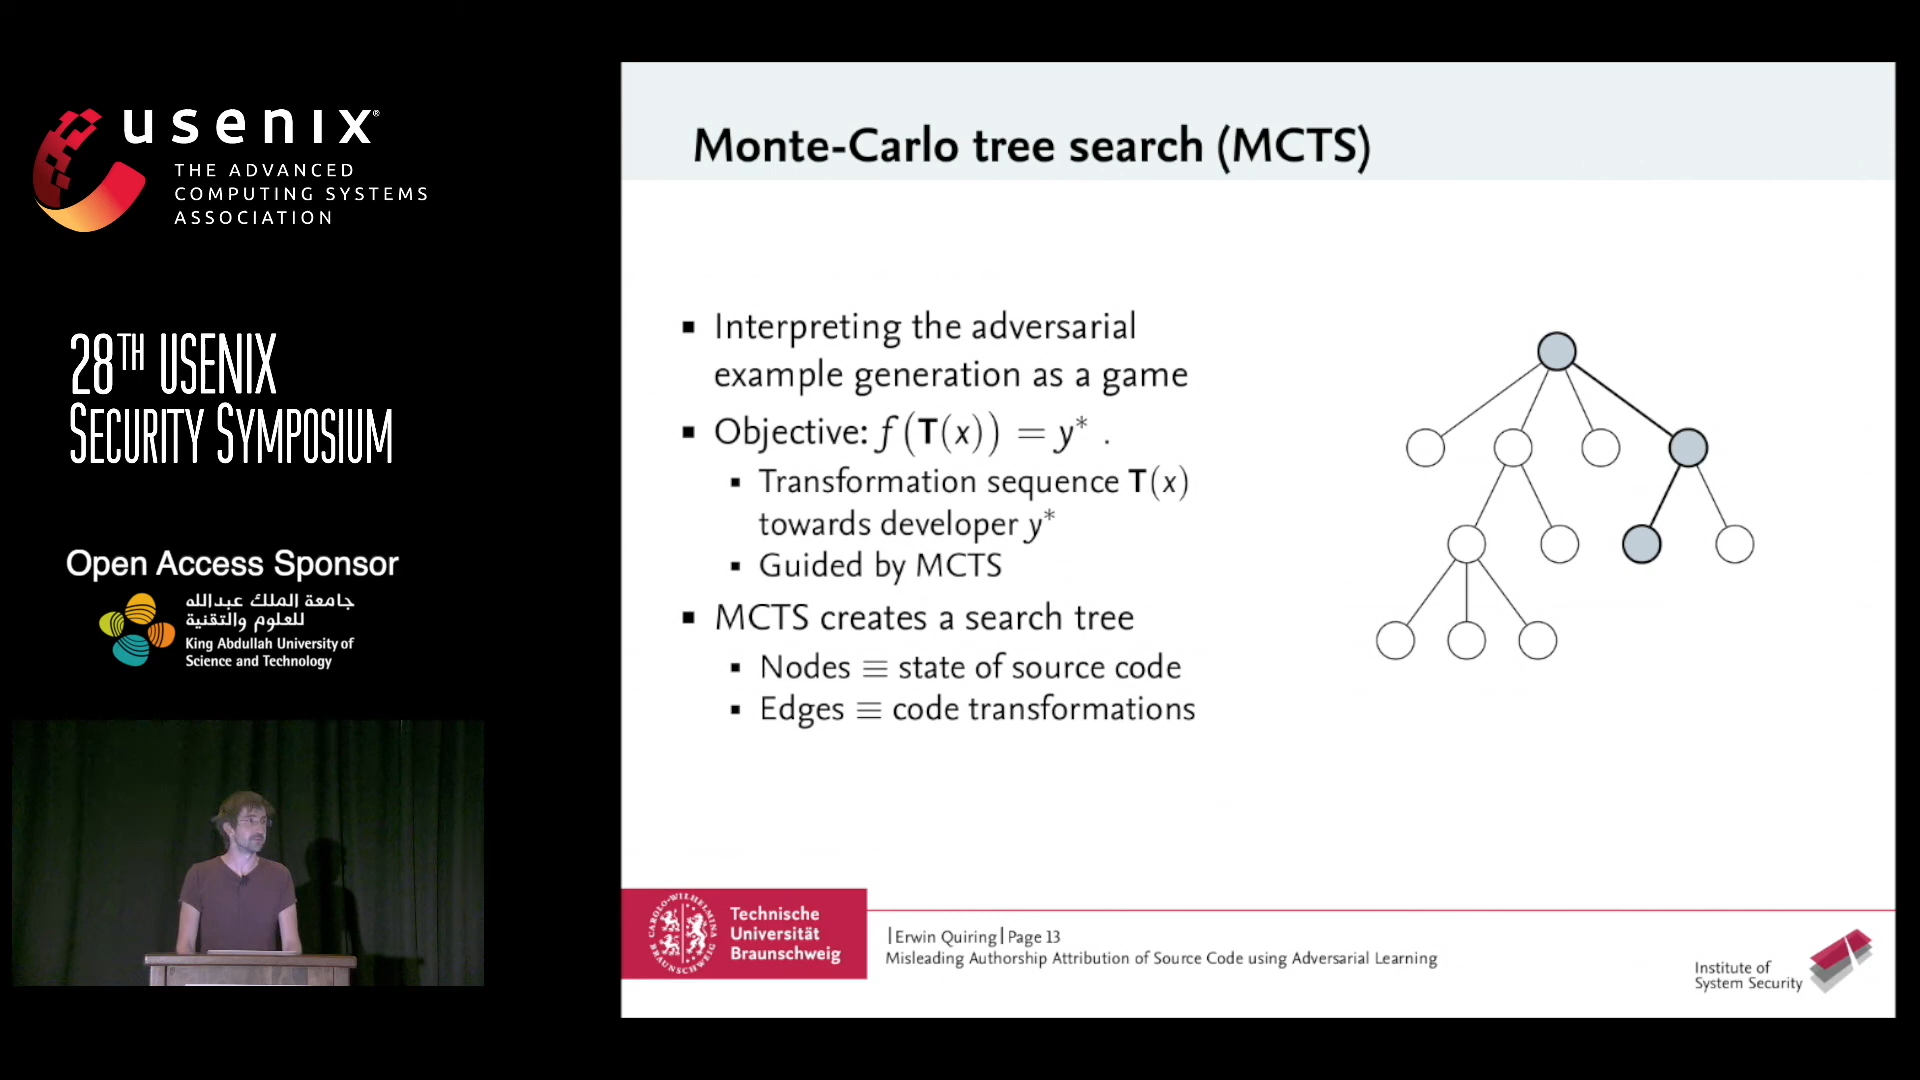 usenix®
THE ADVANCED
COMPUTING SYSTEMS
ASSOCIATION
28TH USENIX
SECURITY SYMPOSIUM
Open Access Sponsor
جامعة الملك عبدالله
للعلوم والتقنية
King Abdullah University of
Science and Technology
Monte-Carlo tree search (MCTS)
▪ Interpreting the adversarial
example generation as a game
▪ Objective: f(T(x)) = y* .
▪ Transformation sequence T(x)
towards developer y*
▪ Guided by MCTS
▪ MCTS creates a search tree
▪ Nodes ≡ state of source code
▪ Edges ≡ code transformations
Technische
Universität
Braunschweig
| Erwin Quiring | Page 13
Misleading Authorship Attribution of Source Code using Adversarial Learning
Institute of
System Security